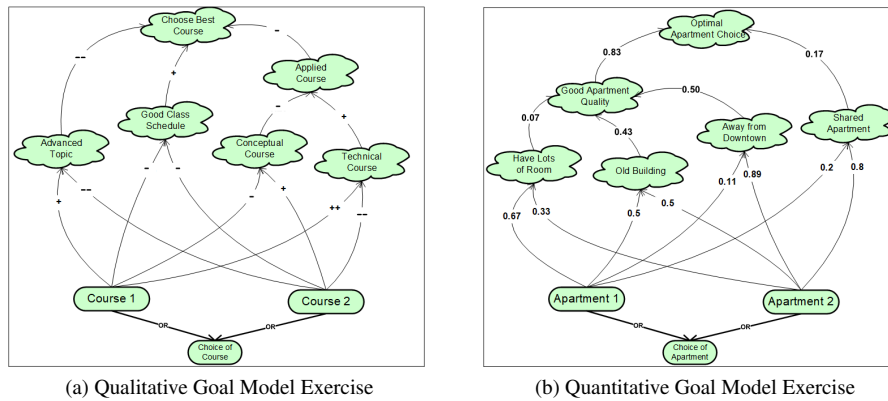 Choose Best
Course
--
-
Applied
Course
+
Good Class
Schedule
-
+
Advanced
Topic
Conceptual
Course
Technical
Course
+
--
-
-
-
+
++
--
Course 1
Course 2
OR
OR
Choice of
Course
(a) Qualitative Goal Model Exercise
Optimal
Apartment Choice
0.83
0.17
Good Apartment
Quality
0.50
0.07
0.43
Away from
Downtown
Shared
Apartment
Have Lots
of Room
Old Building
0.67
0.33
0.5
0.5
0.11
0.89
0.2
0.8
Apartment 1
Apartment 2
OR
OR
Choice of
Apartment
(b) Quantitative Goal Model Exercise